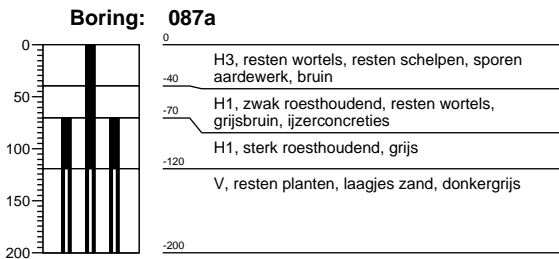 Boring: 087a
0
50
100
150
200
0
H3, resten wortels, resten schelpen, sporen
aardewerk, bruin
-40
H1, zwak roesthoudend, resten wortels,
grijsbruin, ijzerconcreties
-70
H1, sterk roesthoudend, grijs
-120
V, resten planten, laagjes zand, donkergrijs
-200